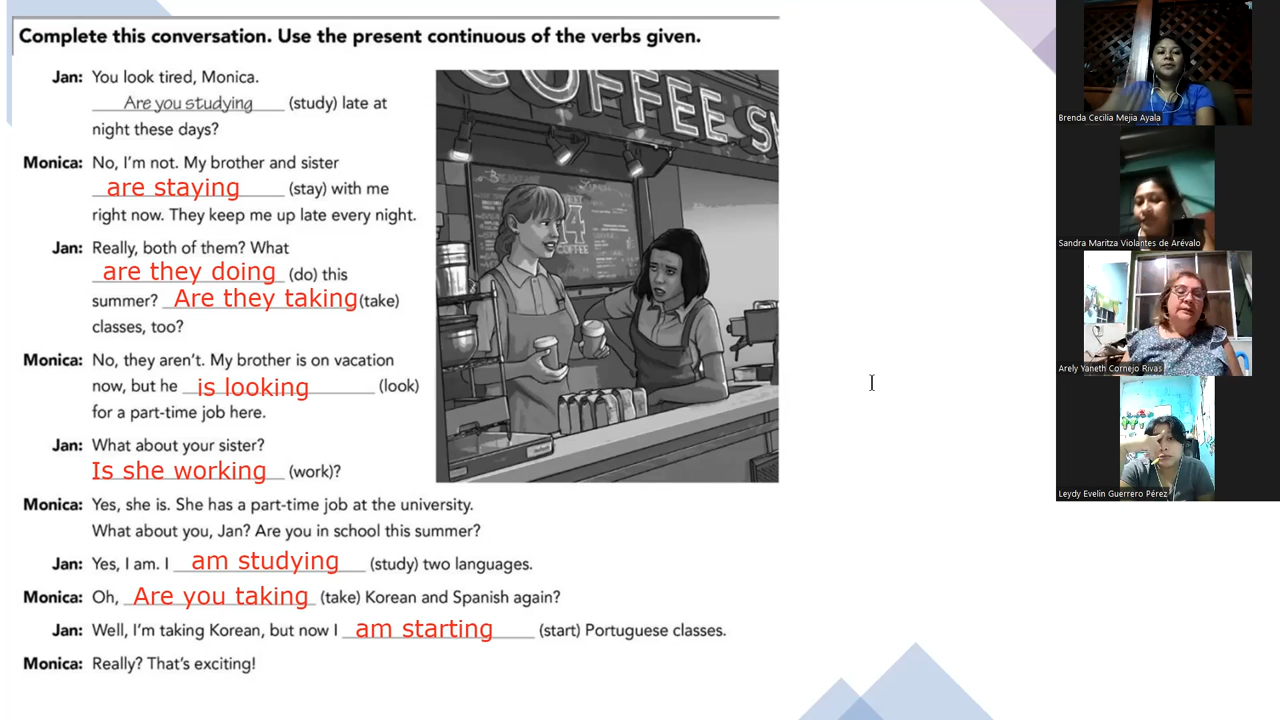 Complete this conversation. Use the present continuous of the verbs given.
Jan: You look tired, Monica.
Are you studying (study) late at
night these days?
Monica: No, I'm not. My brother and sister
are staying (stay) with me
right now. They keep me up late every night.
Jan: Really, both of them? What
are they doing (do) this
summer? Are they taking (take)
classes, too?
Monica: No, they aren't. My brother is on vacation
now, but he is looking (look)
for a part-time job here.
Jan: What about your sister?
Is she working (work)?
Monica: Yes, she is. She has a part-time job at the university.
What about you, Jan? Are you in school this summer?
Jan: Yes, I am. I am studying (study) two languages.
Monica: Oh, Are you taking (take) Korean and Spanish again?
Jan: Well, I'm taking Korean, but now I am starting (start) Portuguese classes.
Monica: Really? That's exciting!
COFFEE SH
4
COFFEE
Brenda Cecilia Mejia Ayala
Sandra Maritza Violantes de Arévalo
Arely Yaneth Cornejo Rivas
Leydy Evelin Guerrero Pérez